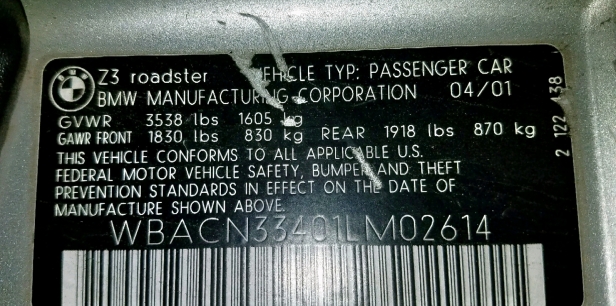 BMW
Z3 roadster VEHICLE TYP: PASSENGER CAR
BMW MANUFACTURING CORPORATION 04/01
GVWR 3538 lbs 1605 kg
GAWR FRONT 1830 lbs 830 kg REAR 1918 lbs 870 kg
THIS VEHICLE CONFORMS TO ALL APPLICABLE U.S.
FEDERAL MOTOR VEHICLE SAFETY, BUMPER AND THEFT
PREVENTION STANDARDS IN EFFECT ON THE DATE OF
MANUFACTURE SHOWN ABOVE.
WBACN33401LM02614
2 122 438